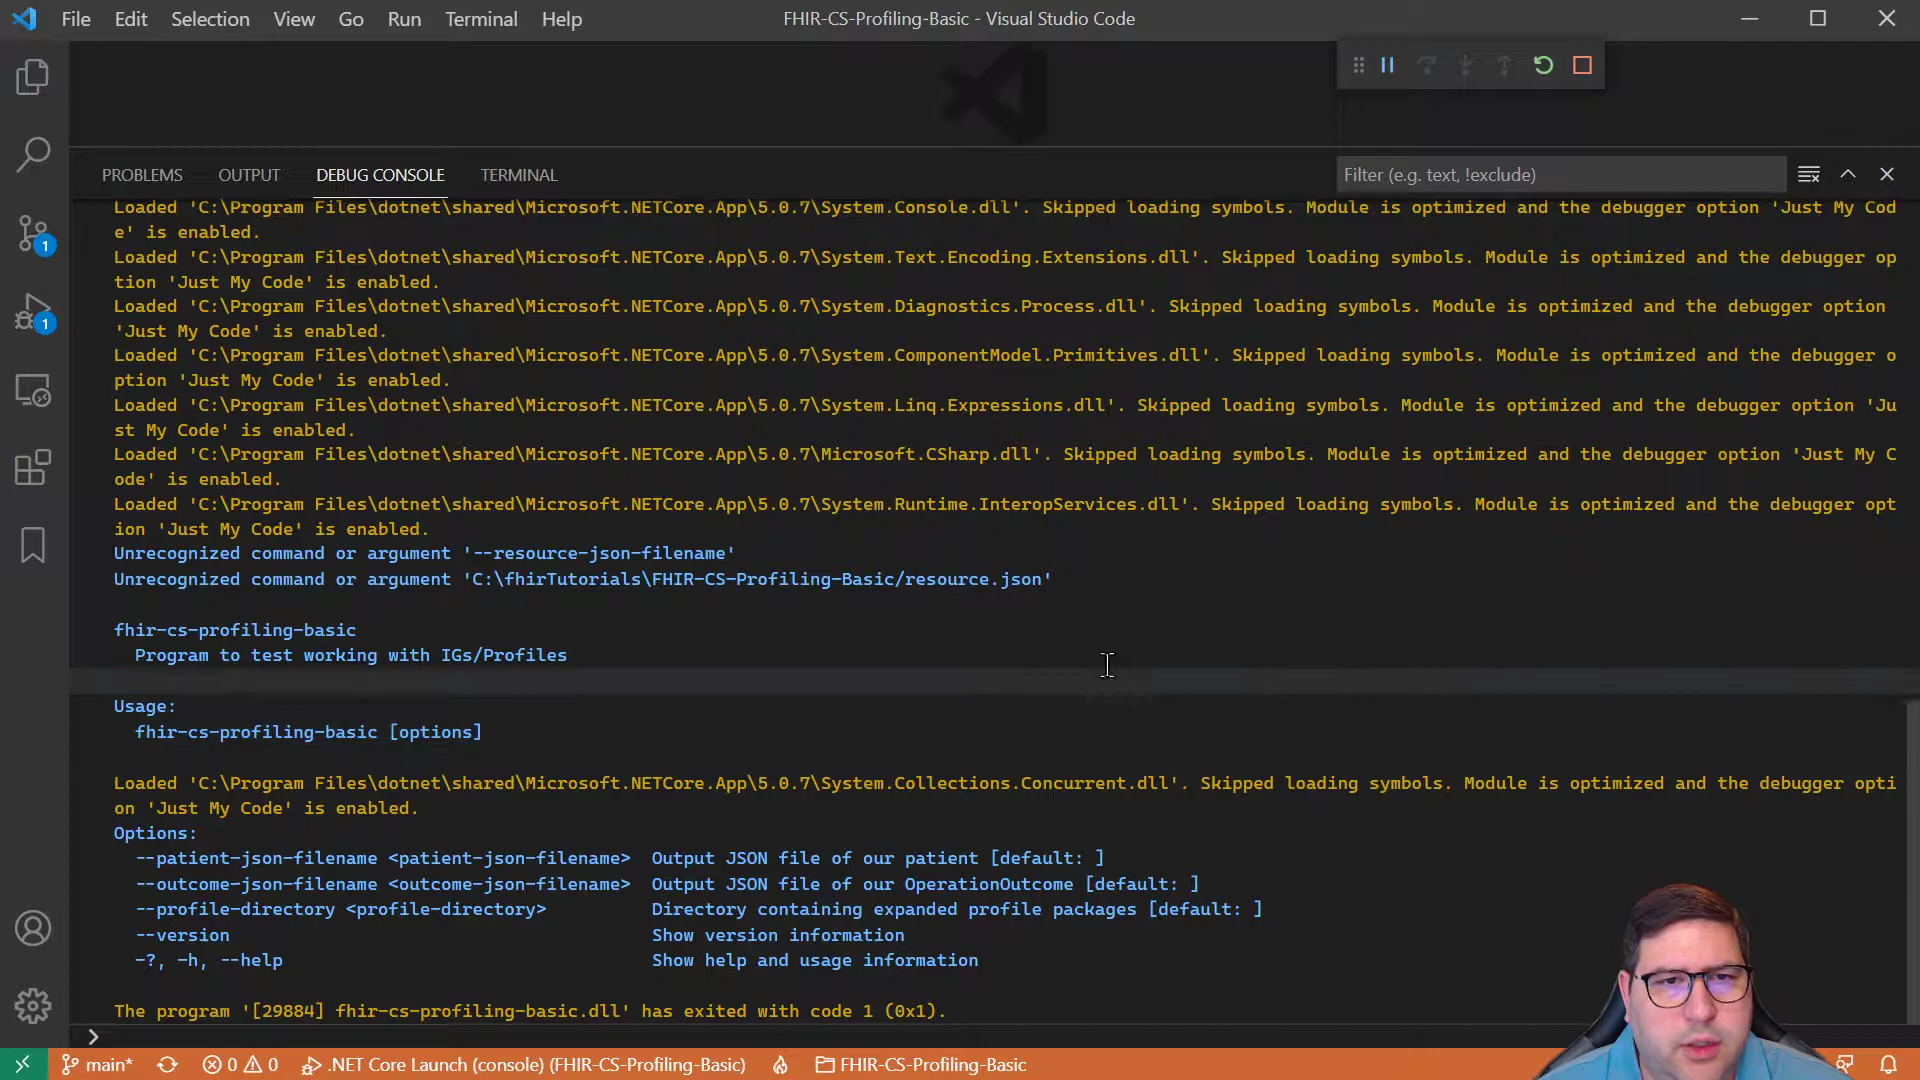 File Edit Selection View Go Run Terminal Help FHIR-CS-Profiling-Basic - Visual Studio Code
PROBLEMS OUTPUT DEBUG CONSOLE TERMINAL Filter (e.g. text, !exclude)
Loaded 'C:\Program Files\dotnet\shared\Microsoft.NETCore.App\5.0.7\System.Console.dll'. Skipped loading symbols. Module is optimized and the debugger option 'Just My Cod
e' is enabled.
Loaded 'C:\Program Files\dotnet\shared\Microsoft.NETCore.App\5.0.7\System.Text.Encoding.Extensions.dll'. Skipped loading symbols. Module is optimized and the debugger op
tion 'Just My Code' is enabled.
Loaded 'C:\Program Files\dotnet\shared\Microsoft.NETCore.App\5.0.7\System.Diagnostics.Process.dll'. Skipped loading symbols. Module is optimized and the debugger option
'Just My Code' is enabled.
Loaded 'C:\Program Files\dotnet\shared\Microsoft.NETCore.App\5.0.7\System.ComponentModel.Primitives.dll'. Skipped loading symbols. Module is optimized and the debugger o
ption 'Just My Code' is enabled.
Loaded 'C:\Program Files\dotnet\shared\Microsoft.NETCore.App\5.0.7\System.Linq.Expressions.dll'. Skipped loading symbols. Module is optimized and the debugger option 'Ju
st My Code' is enabled.
Loaded 'C:\Program Files\dotnet\shared\Microsoft.NETCore.App\5.0.7\Microsoft.CSharp.dll'. Skipped loading symbols. Module is optimized and the debugger option 'Just My C
ode' is enabled.
Loaded 'C:\Program Files\dotnet\shared\Microsoft.NETCore.App\5.0.7\System.Runtime.InteropServices.dll'. Skipped loading symbols. Module is optimized and the debugger opt
ion 'Just My Code' is enabled.
Unrecognized command or argument '--resource-json-filename'
Unrecognized command or argument 'C:\fhirTutorials\FHIR-CS-Profiling-Basic/resource.json'
fhir-cs-profiling-basic
Program to test working with IGs/Profiles
Usage:
fhir-cs-profiling-basic [options]
Loaded 'C:\Program Files\dotnet\shared\Microsoft.NETCore.App\5.0.7\System.Collections.Concurrent.dll'. Skipped loading symbols. Module is optimized and the debugger opti
on 'Just My Code' is enabled.
Options:
--patient-json-filename <patient-json-filename> Output JSON file of our patient [default: ]
--outcome-json-filename <outcome-json-filename> Output JSON file of our OperationOutcome [default: ]
--profile-directory <profile-directory> Directory containing expanded profile packages [default: ]
--version Show version information
-?, -h, --help Show help and usage information
The program '[29884] fhir-cs-profiling-basic.dll' has exited with code 1 (0x1).
1
1
main* 0 0 .NET Core Launch (console) (FHIR-CS-Profiling-Basic) FHIR-CS-Profiling-Basic